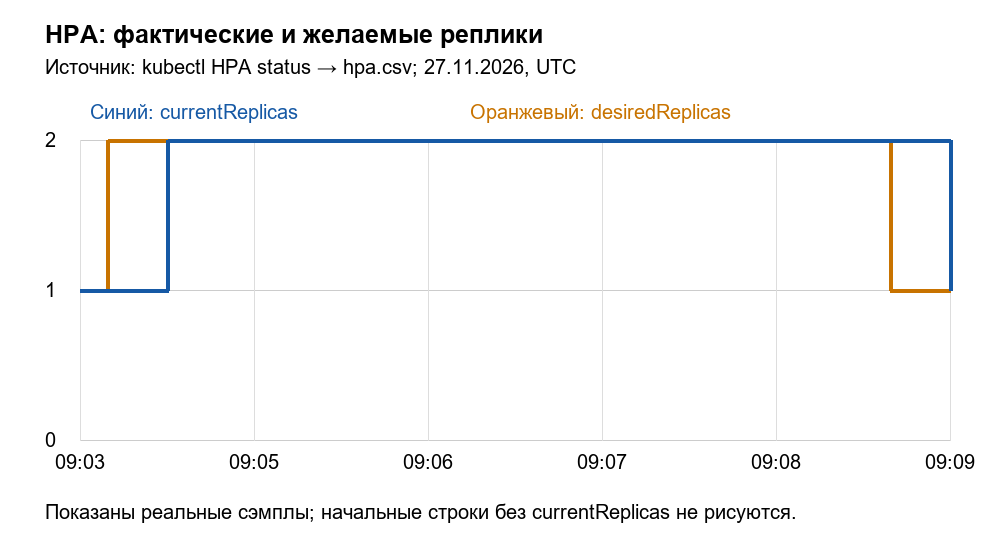 HPA: фактические и желаемые реплики
Источник: kubectl HPA status → hpa.csv; 27.11.2026, UTC
Синий: currentReplicas
Оранжевый: desiredReplicas
2
1
0
09:03 09:05 09:06 09:07 09:08 09:09
Показаны реальные сэмплы; начальные строки без currentReplicas не рисуются.